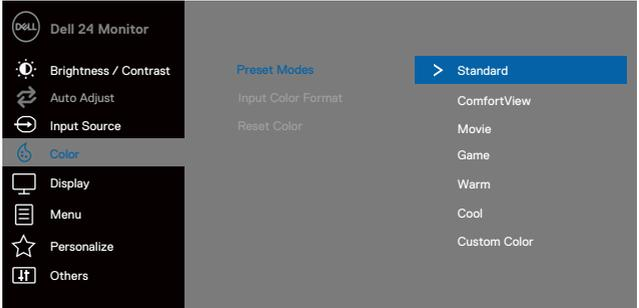 DELL
Dell 24 Monitor
Brightness / Contrast
Auto Adjust
Input Source
Color
Display
Menu
Personalize
Others
Preset Modes
Input Color Format
Reset Color
Standard
ComfortView
Movie
Game
Warm
Cool
Custom Color